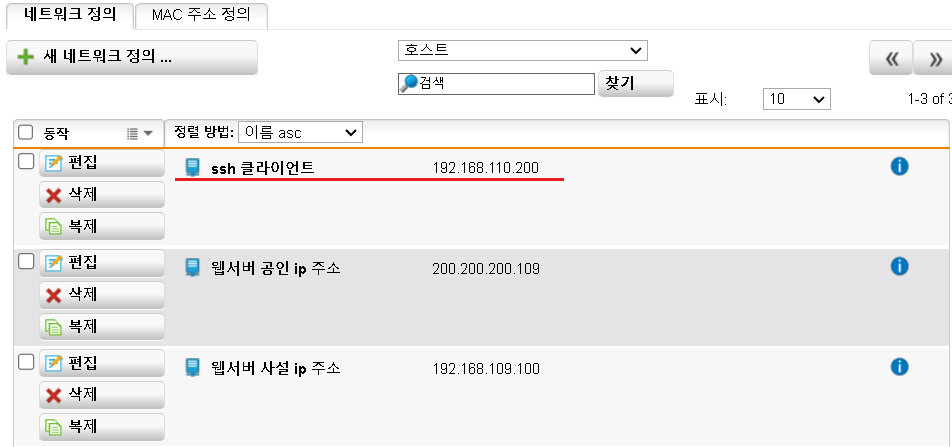 네트워크 정의 MAC 주소 정의
새 네트워크 정의 ... 호스트 « »
검색 찾기
표시: 10 1-3 of 3
동작 정렬 방법: 이름 asc
편집 ssh 클라이언트 192.168.110.200
삭제
복제
편집 웹서버 공인 ip 주소 200.200.200.109
삭제
복제
편집 웹서버 사설 ip 주소 192.168.109.100
삭제
복제